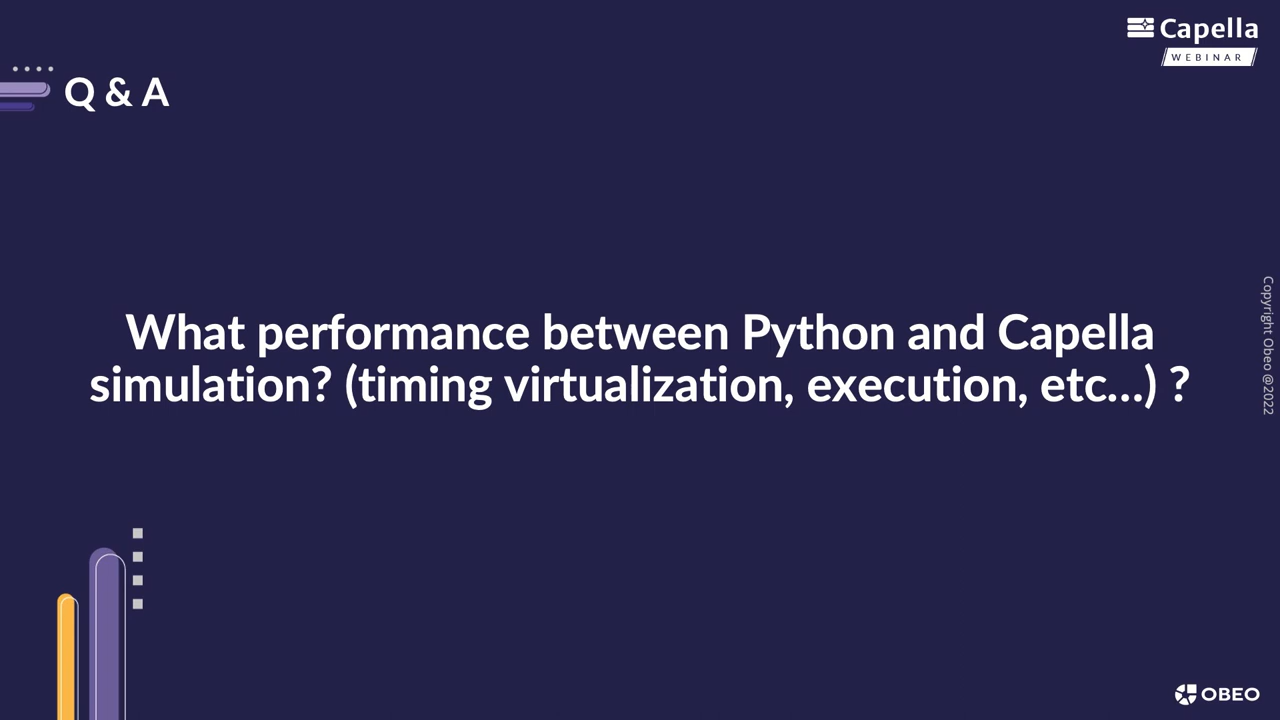 Capella
WEBINAR
Q & A
What performance between Python and Capella
simulation? (timing virtualization, execution, etc...) ?
Copyright Obeo @2022
OBEO